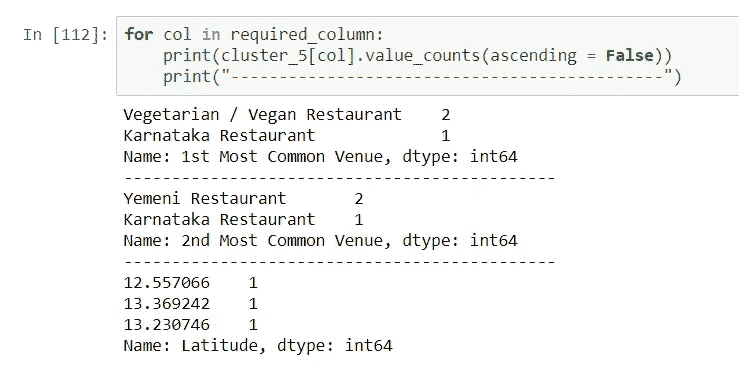 In [112]: for col in required_column:
    print(cluster_5[col].value_counts(ascending = False))
    print("---------------------------------------------")
Vegetarian / Vegan Restaurant    2
Karnataka Restaurant             1
Name: 1st Most Common Venue, dtype: int64
---------------------------------------------
Yemeni Restaurant       2
Karnataka Restaurant    1
Name: 2nd Most Common Venue, dtype: int64
---------------------------------------------
12.557066    1
13.369242    1
13.230746    1
Name: Latitude, dtype: int64